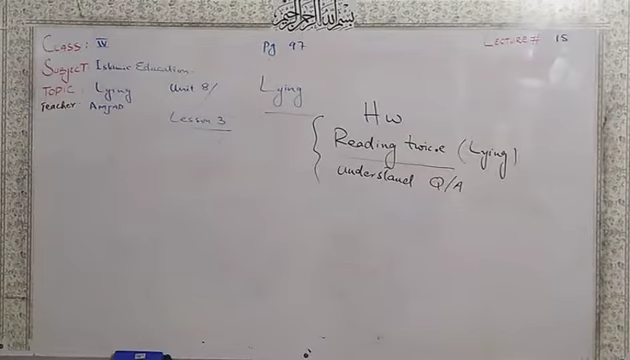 بسم الله الرحمن الرحيم
CLASS: IV
Pg 97
LECTURE # 15
SUBJECT: Islamic Education
TOPIC: Lying Unit 8/ Lying
Teacher: AMJAD
Lesson 3
HW
Reading twice (Lying)
understand Q/A